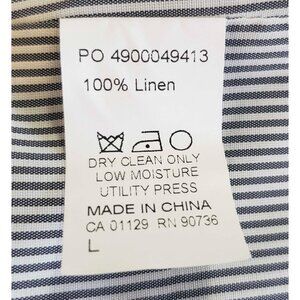 PO 4900049413
100% Linen
DRY CLEAN ONLY
LOW MOISTURE
UTILITY PRESS
MADE IN CHINA
CA 01129 RN 90736
L